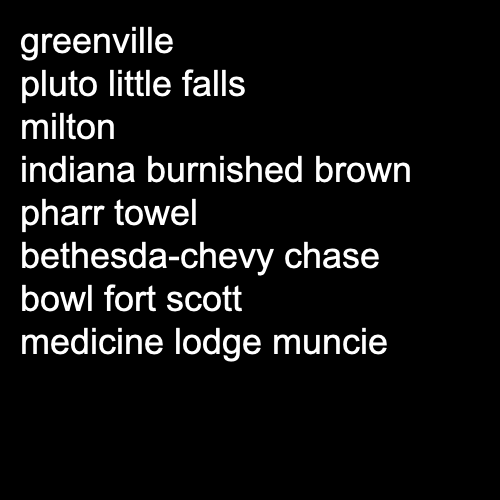 greenville
pluto little falls
milton
indiana burnished brown
pharr towel
bethesda-chevy chase
bowl fort scott
medicine lodge muncie